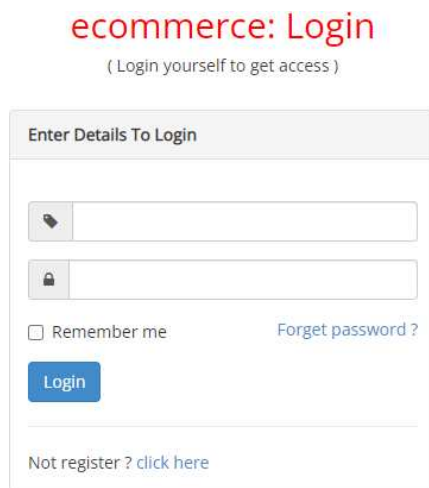 ecommerce: Login
( Login yourself to get access )
Enter Details To Login
Remember me
Forget password ?
Login
Not register ? click here